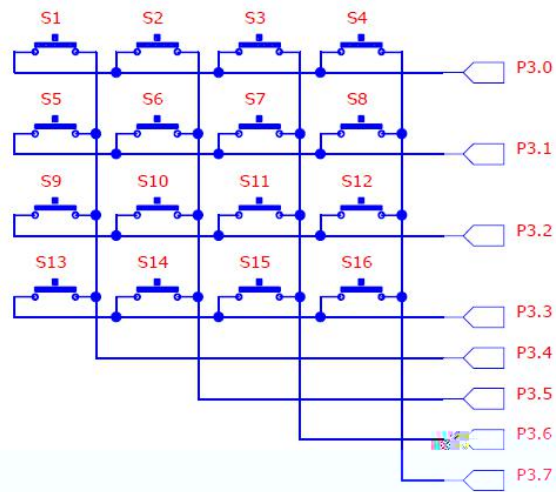 S1 S2 S3 S4
P3.0
S5 S6 S7 S8
P3.1
S9 S10 S11 S12
P3.2
S13 S14 S15 S16
P3.3
P3.4
P3.5
P3.6
P3.7